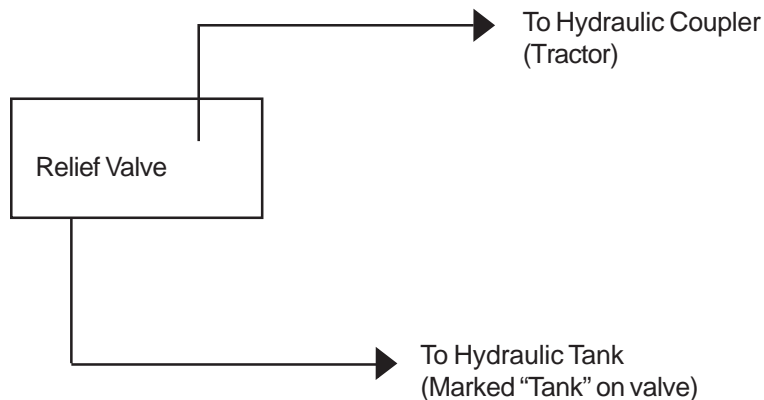 To Hydraulic Coupler
(Tractor)
Relief Valve
To Hydraulic Tank
(Marked “Tank” on valve)